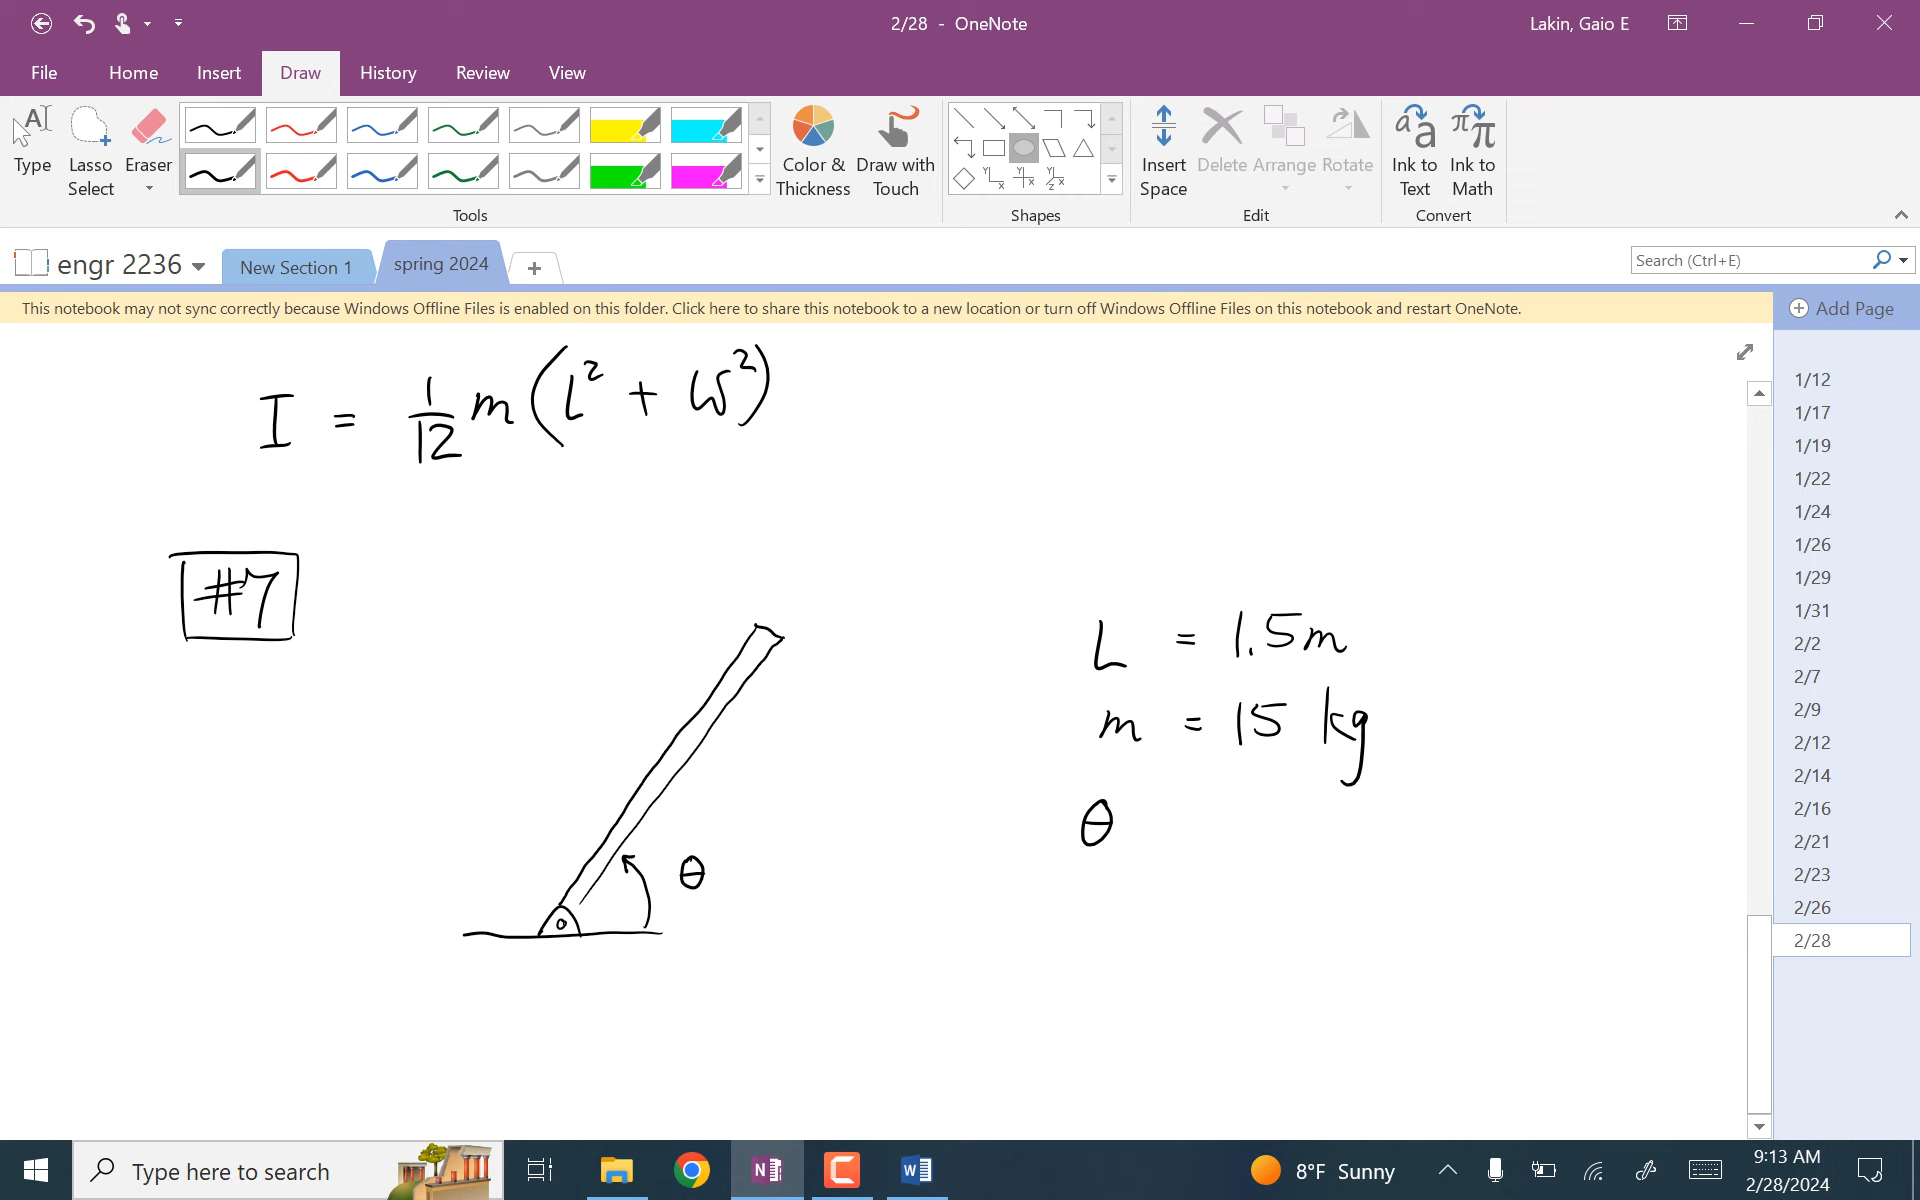 2/28 - OneNote
Lakin, Gaio E
File Home Insert Draw History Review View
Type
Lasso Select
Eraser
Color & Thickness
Draw with Touch
Insert Space
Delete
Arrange
Rotate
Ink to Text
Ink to Math
Tools
Shapes
Edit
Convert
engr 2236
New Section 1
spring 2024
Search (Ctrl+E)
This notebook may not sync correctly because Windows Offline Files is enabled on this folder. Click here to share this notebook to a new location or turn off Windows Offline Files on this notebook and restart OneNote.
Add Page
I = 1/12 m (L² + W²)
#7
θ
L = 1.5m
m = 15 kg
θ
1/12
1/17
1/19
1/22
1/24
1/26
1/29
1/31
2/2
2/7
2/9
2/12
2/14
2/16
2/21
2/23
2/26
2/28
Type here to search
8°F Sunny
9:13 AM
2/28/2024